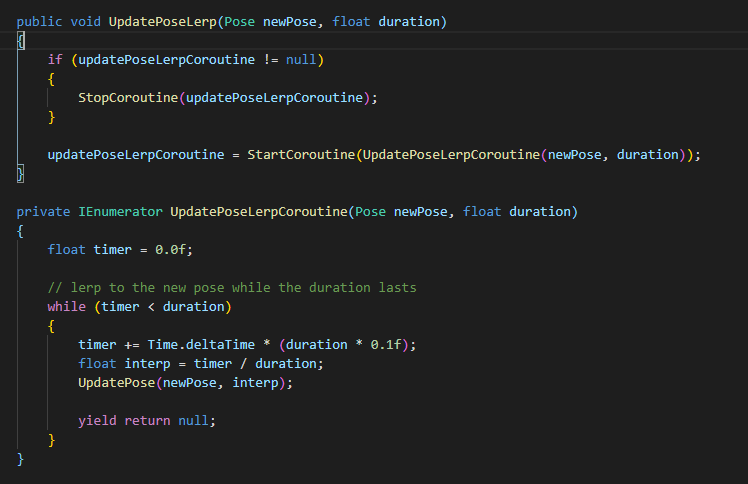 public void UpdatePoseLerp(Pose newPose, float duration)
{
    if (updatePoseLerpCoroutine != null)
    {
        StopCoroutine(updatePoseLerpCoroutine);
    }

    updatePoseLerpCoroutine = StartCoroutine(UpdatePoseLerpCoroutine(newPose, duration));
}

private IEnumerator UpdatePoseLerpCoroutine(Pose newPose, float duration)
{
    float timer = 0.0f;

    // lerp to the new pose while the duration lasts
    while (timer < duration)
    {
        timer += Time.deltaTime * (duration * 0.1f);
        float interp = timer / duration;
        UpdatePose(newPose, interp);

        yield return null;
    }
}